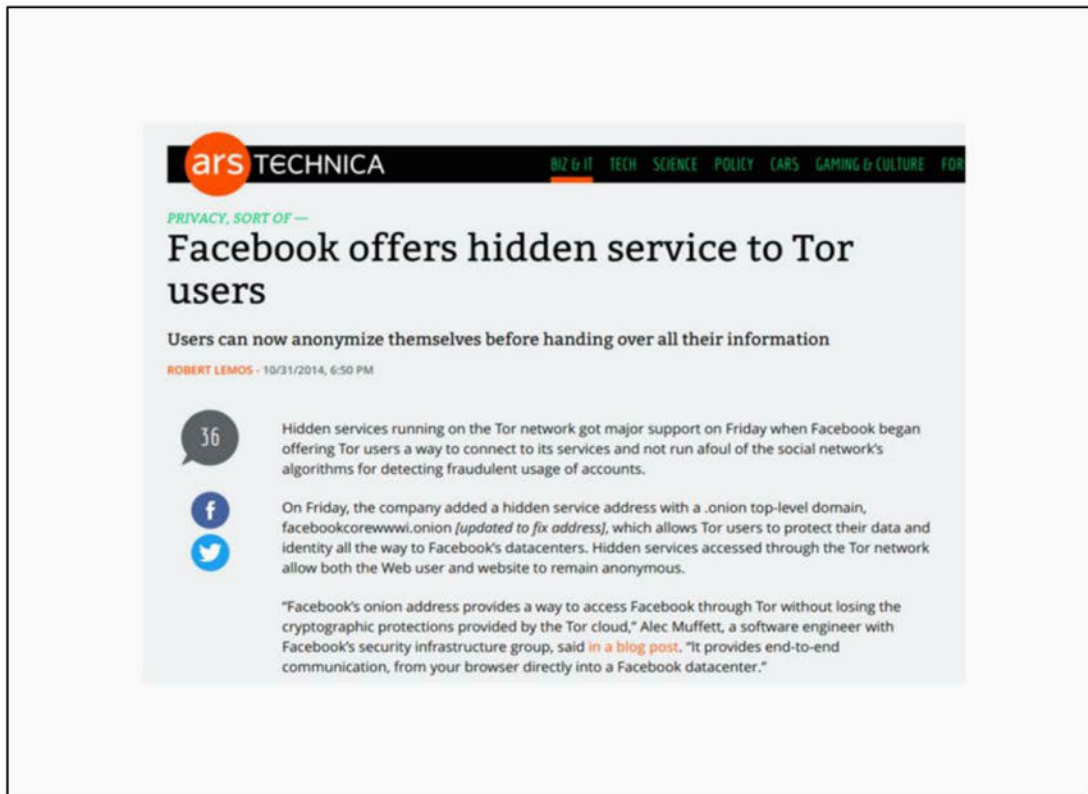 ars TECHNICA
BIZ & IT TECH SCIENCE POLICY CARS GAMING & CULTURE FOR
PRIVACY, SORT OF —
Facebook offers hidden service to Tor
users
Users can now anonymize themselves before handing over all their information
ROBERT LEMOS - 10/31/2014, 6:50 PM
36
Hidden services running on the Tor network got major support on Friday when Facebook began
offering Tor users a way to connect to its services and not run afoul of the social network's
algorithms for detecting fraudulent usage of accounts.
On Friday, the company added a hidden service address with a .onion top-level domain,
facebookcorewwwi.onion [updated to fix address], which allows Tor users to protect their data and
identity all the way to Facebook's datacenters. Hidden services accessed through the Tor network
allow both the Web user and website to remain anonymous.
"Facebook's onion address provides a way to access Facebook through Tor without losing the
cryptographic protections provided by the Tor cloud," Alec Muffett, a software engineer with
Facebook's security infrastructure group, said in a blog post. "It provides end-to-end
communication, from your browser directly into a Facebook datacenter."